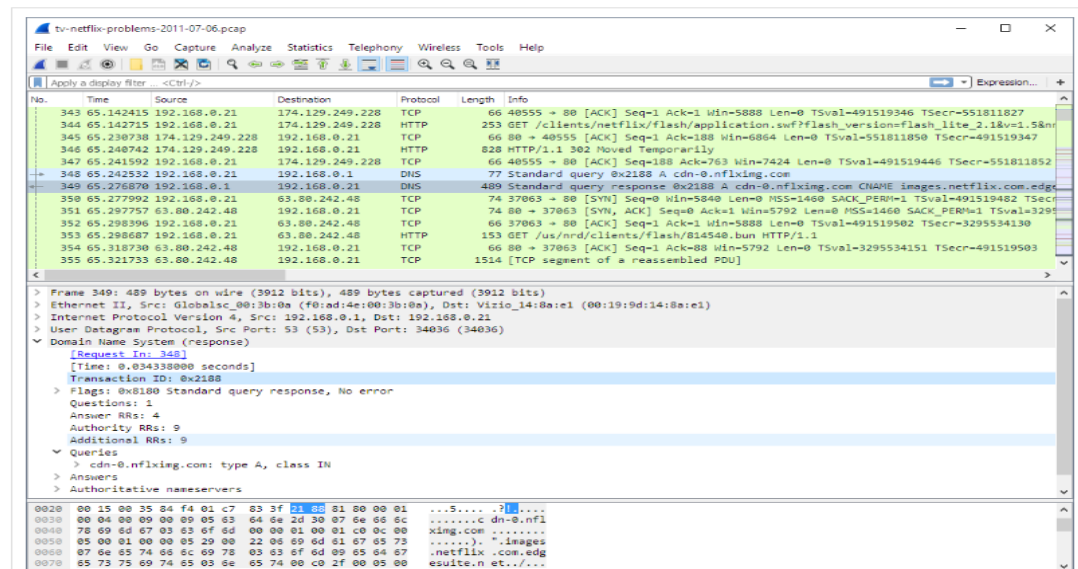 tv-netflix-problems-2011-07-06.pcap
File Edit View Go Capture Analyze Statistics Telephony Wireless Tools Help
Apply a display filter ... <Ctrl-/> Expression... +
No. Time Source Destination Protocol Length Info
343 65.142415 192.168.0.21 174.129.249.228 TCP 66 40555 → 80 [ACK] Seq=1 Ack=1 Win=5888 Len=0 TSval=491519346 TSecr=551811827
344 65.142715 192.168.0.21 174.129.249.228 HTTP 253 GET /clients/netflix/flash/application.swf?flash_version=flash_lite_2.1&v=1.5&nr
345 65.230738 174.129.249.228 192.168.0.21 TCP 66 80 → 40555 [ACK] Seq=1 Ack=188 Win=6864 Len=0 TSval=551811850 TSecr=491519347
346 65.240742 174.129.249.228 192.168.0.21 HTTP 828 HTTP/1.1 302 Moved Temporarily
347 65.241592 192.168.0.21 174.129.249.228 TCP 66 40555 → 80 [ACK] Seq=188 Ack=763 Win=7424 Len=0 TSval=491519446 TSecr=551811852
348 65.242532 192.168.0.21 192.168.0.1 DNS 77 Standard query 0x2188 A cdn-0.nflximg.com
349 65.276870 192.168.0.1 192.168.0.21 DNS 489 Standard query response 0x2188 A cdn-0.nflximg.com CNAME images.netflix.com.edge
350 65.277992 192.168.0.21 63.80.242.48 TCP 74 37063 → 80 [SYN] Seq=0 Win=5840 Len=0 MSS=1460 SACK_PERM=1 TSval=491519482 TSecr
351 65.297757 63.80.242.48 192.168.0.21 TCP 74 80 → 37063 [SYN, ACK] Seq=0 Ack=1 Win=5792 Len=0 MSS=1460 SACK_PERM=1 TSval=3295
352 65.298396 192.168.0.21 63.80.242.48 TCP 66 37063 → 80 [ACK] Seq=1 Ack=1 Win=5888 Len=0 TSval=491519502 TSecr=3295534130
353 65.298687 192.168.0.21 63.80.242.48 HTTP 153 GET /us/nrd/clients/flash/814540.bun HTTP/1.1
354 65.318730 63.80.242.48 192.168.0.21 TCP 66 80 → 37063 [ACK] Seq=1 Ack=88 Win=5792 Len=0 TSval=3295534151 TSecr=491519503
355 65.321733 63.80.242.48 192.168.0.21 TCP 1514 [TCP segment of a reassembled PDU]
> Frame 349: 489 bytes on wire (3912 bits), 489 bytes captured (3912 bits)
> Ethernet II, Src: Globalsc_00:3b:0a (f0:ad:4e:00:3b:0a), Dst: Vizio_14:8a:e1 (00:19:9d:14:8a:e1)
> Internet Protocol Version 4, Src: 192.168.0.1, Dst: 192.168.0.21
> User Datagram Protocol, Src Port: 53 (53), Dst Port: 34036 (34036)
Domain Name System (response)
[Request In: 348]
[Time: 0.034338000 seconds]
Transaction ID: 0x2188
> Flags: 0x8180 Standard query response, No error
Questions: 1
Answer RRs: 4
Authority RRs: 9
Additional RRs: 9
Queries
> cdn-0.nflximg.com: type A, class IN
> Answers
> Authoritative nameservers
0020 00 15 00 35 84 f4 01 c7 83 3f 21 88 81 80 00 01 ...5.... .?!.....
0030 00 04 00 09 00 09 05 63 64 6e 2d 30 07 6e 66 6c .......c dn-0.nfl
0040 78 69 6d 67 03 63 6f 6d 00 00 01 00 01 c0 0c 00 ximg.com ........
0050 05 00 01 00 00 05 29 00 22 06 69 6d 61 67 65 73 ......). ".images
0060 07 6e 65 74 66 6c 69 78 03 63 6f 6d 09 65 64 67 .netflix .com.edg
0070 65 73 75 69 74 65 03 6e 65 74 00 c0 2f 00 05 00 esuite.n et../...